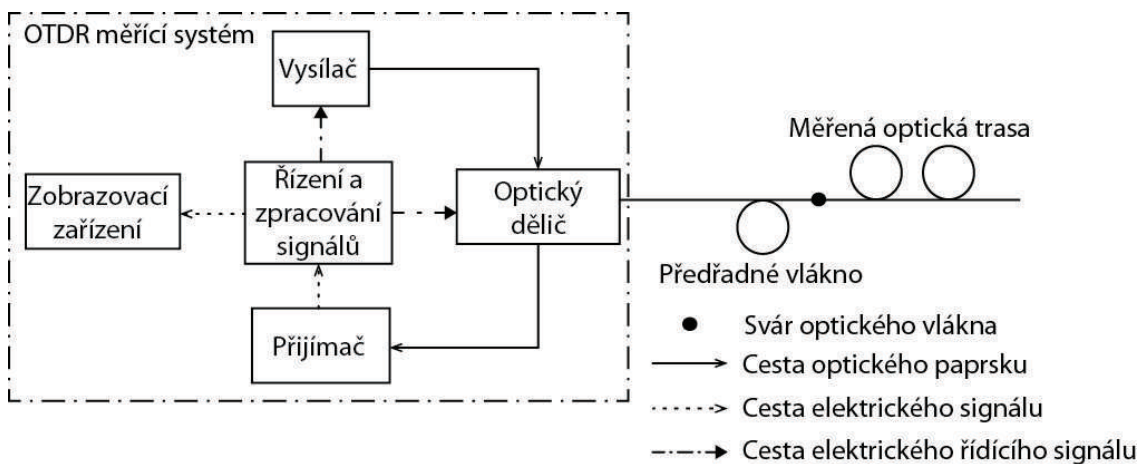 OTDR měřící systém
Vysílač
Měřená optická trasa
Zobrazovací
zařízení
Řízení a
zpracování
signálů
Optický
dělič
Předřadné vlákno
Přijímač
Svár optického vlákna
Cesta optického paprsku
Cesta elektrického signálu
Cesta elektrického řídícího signálu